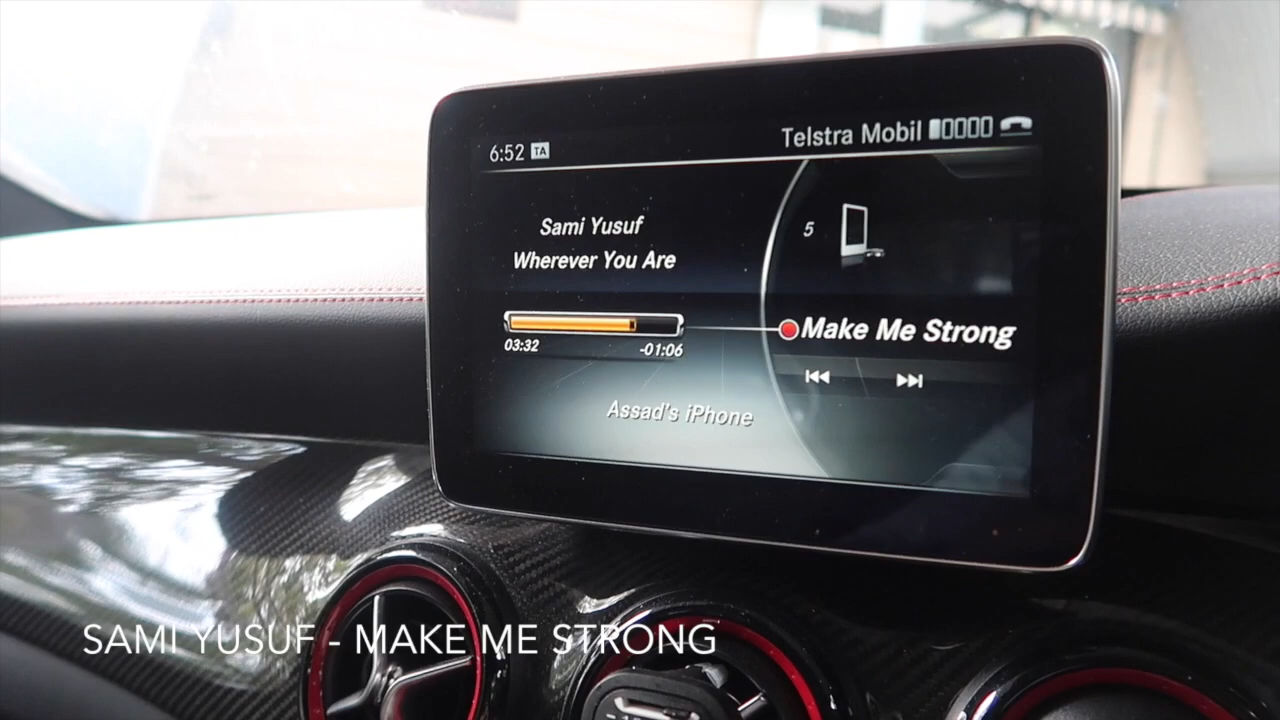 6:52 TA
Telstra Mobil
Sami Yusuf
Wherever You Are
5
Make Me Strong
03:32
-01:06
Assad's iPhone
SAMI YUSUF - MAKE ME STRONG